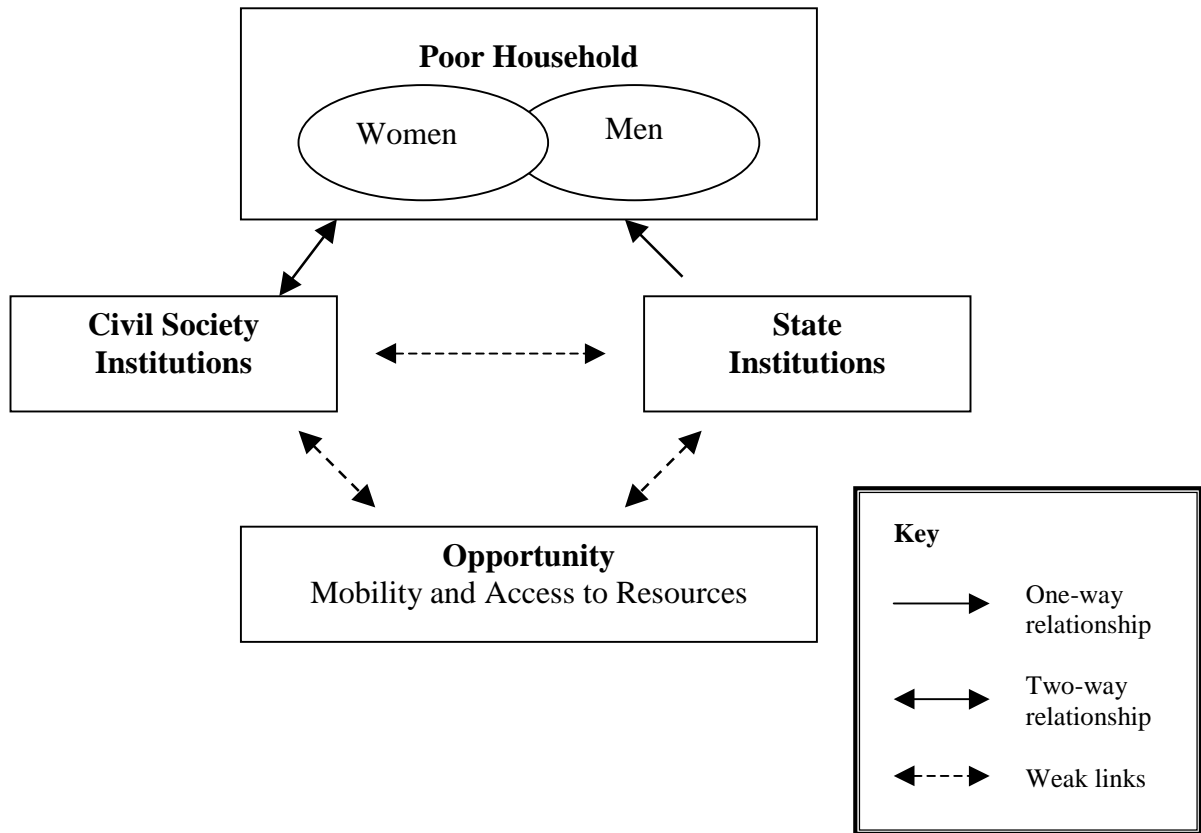 Poor Household
Women
Men
Civil Society
Institutions
State
Institutions
Opportunity
Mobility and Access to Resources
Key
One-way
relationship
Two-way
relationship
Weak links